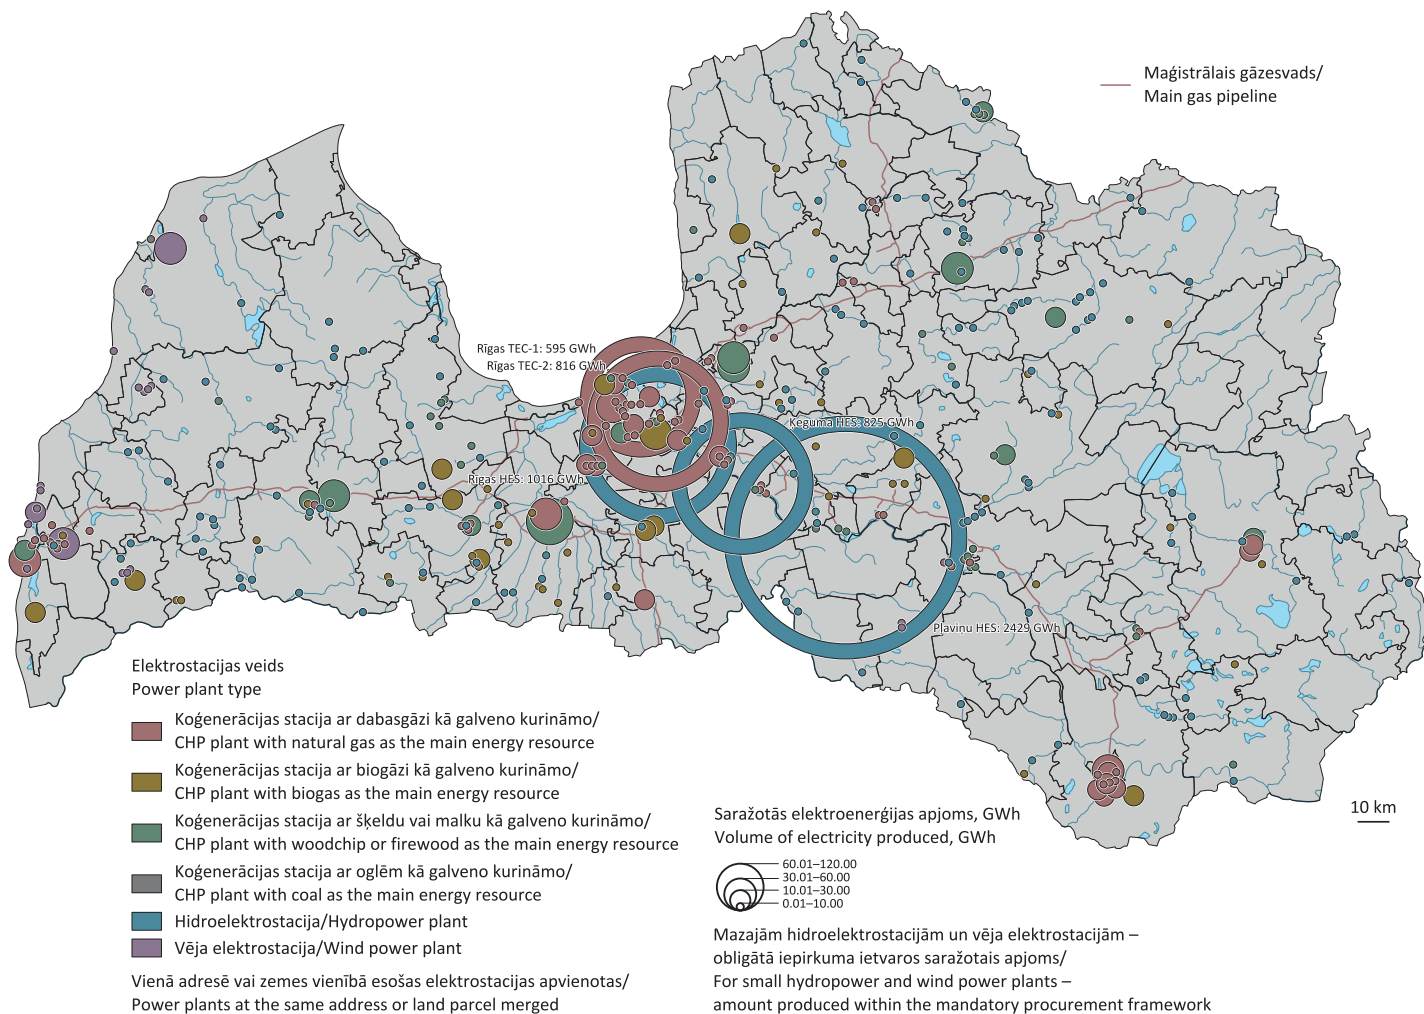 Maģistrālais gāzesvads/
Main gas pipeline
Rīgas TEC-1: 595 GWh
Rīgas TEC-2: 816 GWh
Ķeguma HES: 825 GWh
Rīgas HES: 1016 GWh
Pļaviņu HES: 2429 GWh
Elektrostacijas veids
Power plant type
Koģenerācijas stacija ar dabasgāzi kā galveno kurināmo/
CHP plant with natural gas as the main energy resource
Koģenerācijas stacija ar biogāzi kā galveno kurināmo/
CHP plant with biogas as the main energy resource
Koģenerācijas stacija ar šķeldu vai malku kā galveno kurināmo/
CHP plant with woodchip or firewood as the main energy resource
Koģenerācijas stacija ar oglēm kā galveno kurināmo/
CHP plant with coal as the main energy resource
Hidroelektrostacija/Hydropower plant
Vēja elektrostacija/Wind power plant
Vienā adresē vai zemes vienībā esošas elektrostacijas apvienotas/
Power plants at the same address or land parcel merged
Saražotās elektroenerģijas apjoms, GWh
Volume of electricity produced, GWh
60.01–120.00
30.01–60.00
10.01–30.00
0.01–10.00
Mazajām hidroelektrostacijām un vēja elektrostacijām –
obligātā iepirkuma ietvaros saražotais apjoms/
For small hydropower and wind power plants –
amount produced within the mandatory procurement framework
10 km